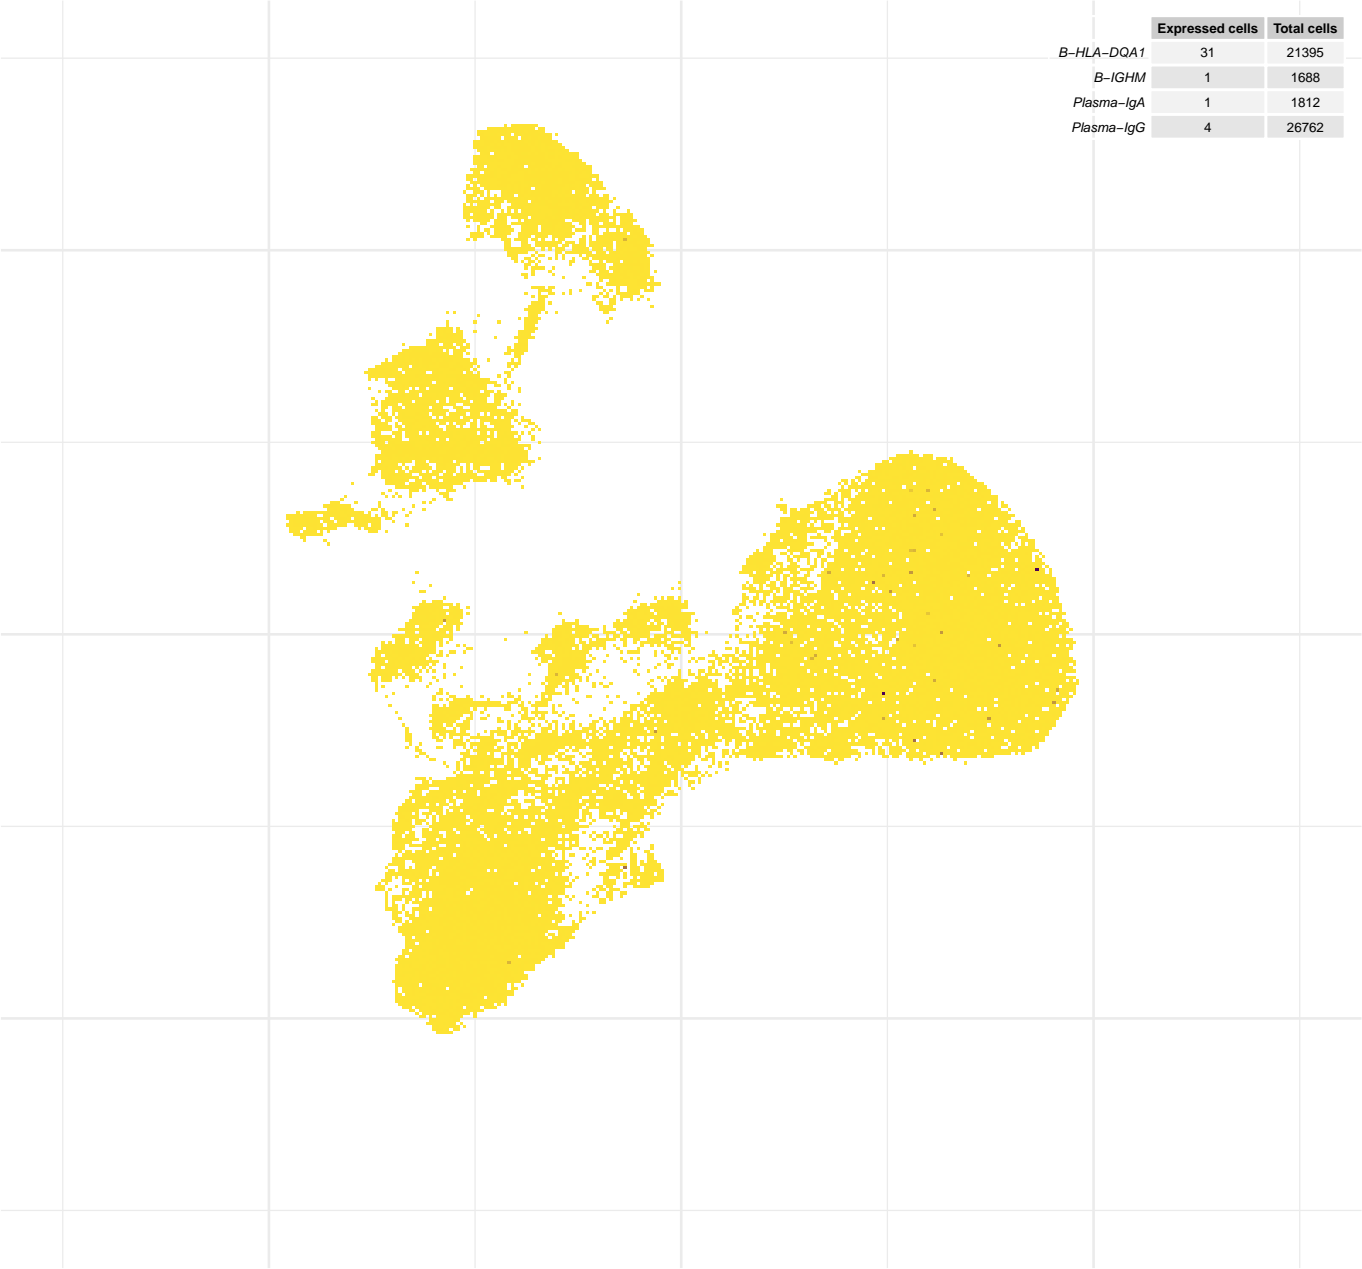 Expressed cells Total cells
B−HLA−DQA1 31 21395
B−IGHM 1 1688
Plasma−IgA 1 1812
Plasma−IgG 4 26762